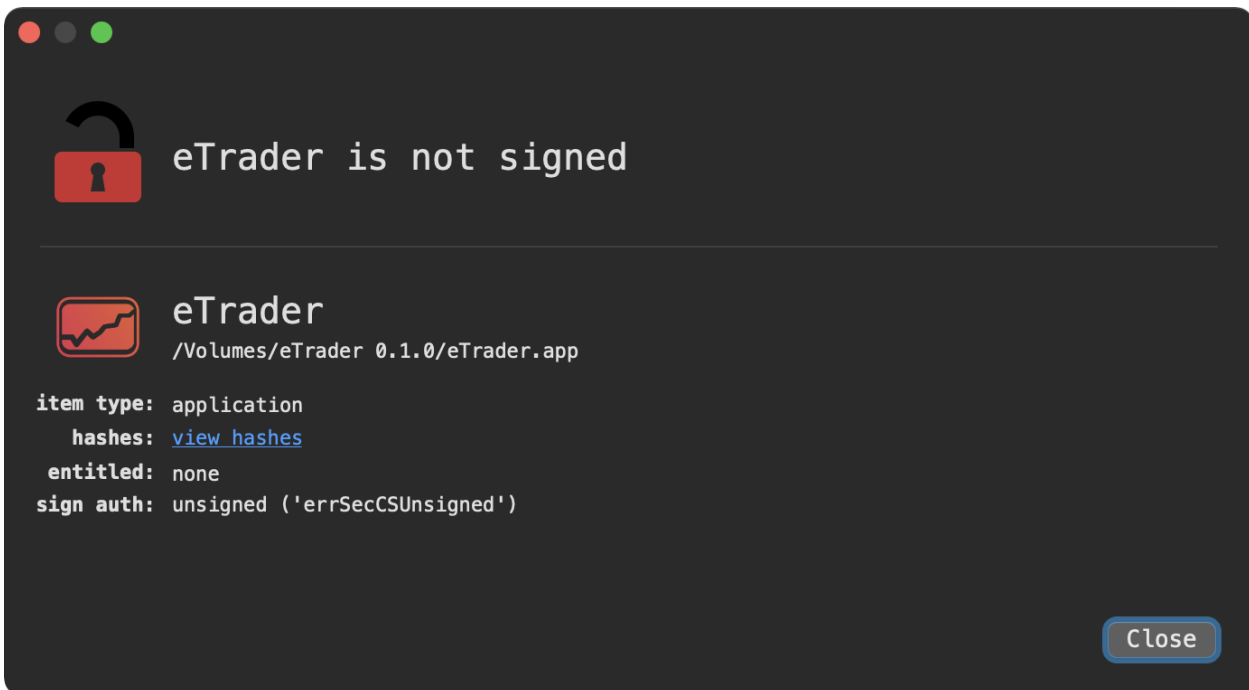 eTrader is not signed
eTrader
/Volumes/eTrader 0.1.0/eTrader.app
item type: application
hashes: view hashes
entitled: none
sign auth: unsigned ('errSecCSUnsigned')
Close